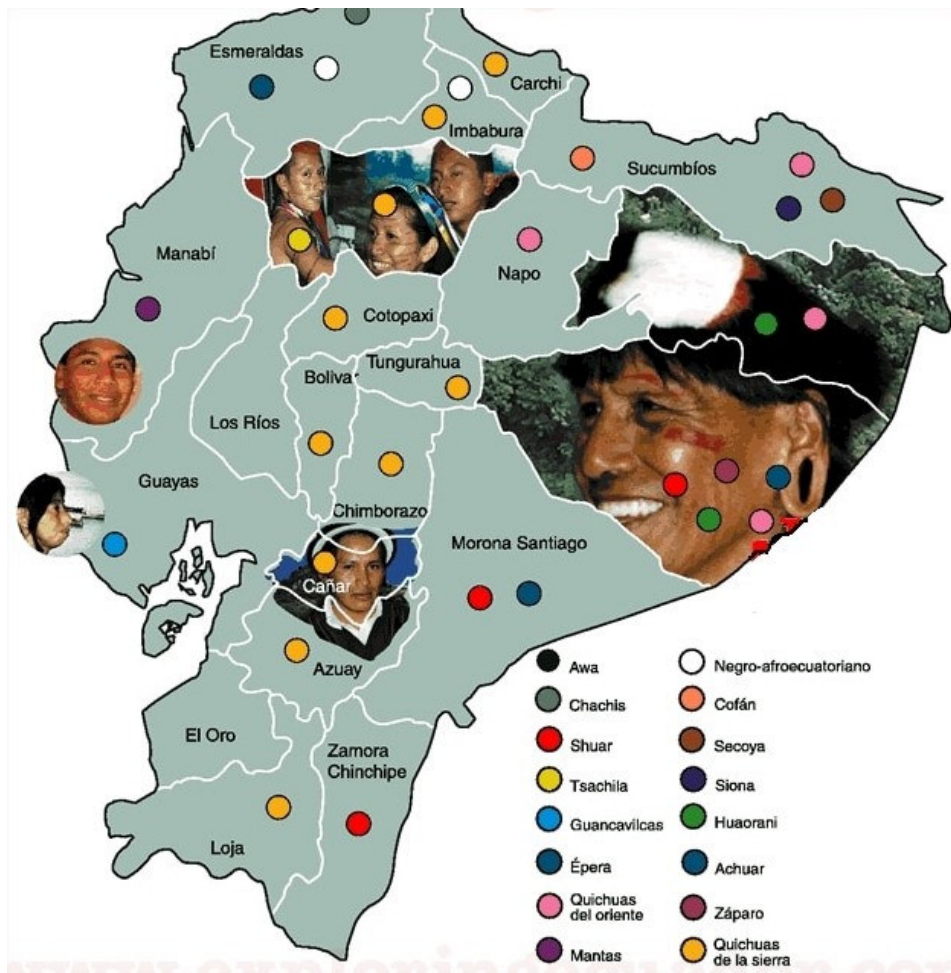 Esmeraldas
Carchi
Imbabura
Sucumbíos
Manabí
Napo
Cotopaxi
Tungurahua
Bolivar
Los Ríos
Guayas
Chimborazo
Morona Santiago
Cañar
Azuay
El Oro
Zamora
Chinchipe
Loja
Awa
Negro-afroecuatoriano
Chachis
Cofán
Shuar
Secoya
Tsachila
Siona
Guancavilcas
Huaorani
Épera
Achuar
Quichuas
del oriente
Záparo
Mantas
Quichuas
de la sierra